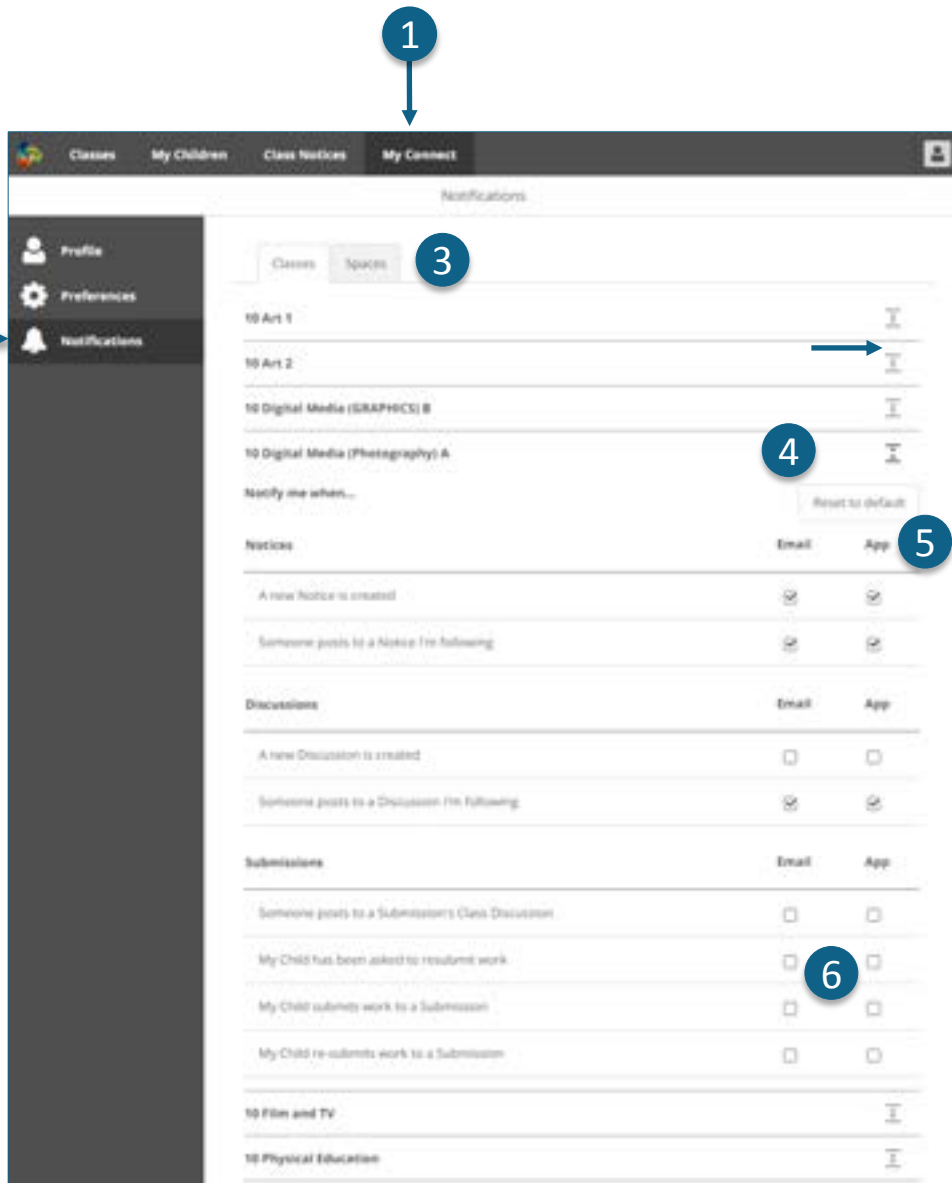 1
Classes My Children Class Notices My Connect
Notifications
Profile
Preferences
Notifications
Classes Spaces 3
10 Art 1
10 Art 2
10 Digital Media (GRAPHICS) B
10 Digital Media (Photography) A
4
Notify me when...
Reset to default
Notices Email App 5
A new Notice is created
Someone posts to a Notice I'm following
Discussions Email App
A new Discussion is created
Someone posts to a Discussion I'm following
Submissions Email App
Someone posts to a Submission's Class Discussion
My Child has been asked to resubmit work
6
My Child submits work to a Submission
My Child re-submits work to a Submission
10 Film and TV
10 Physical Education